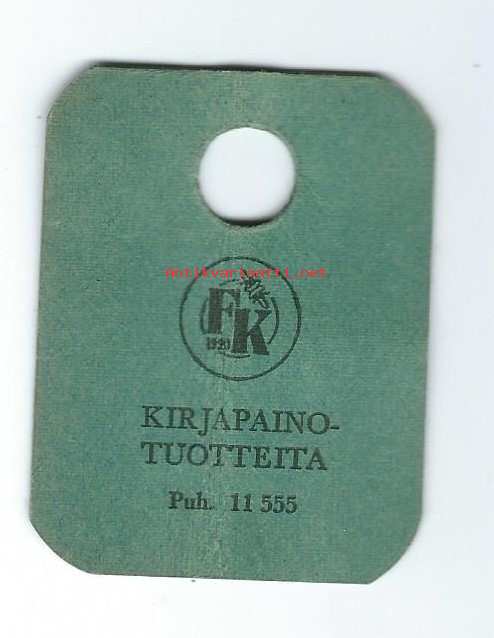 antikvariaatti.net
FK
KIRJAPAINO-
TUOTTEITA
Puh. 11 555